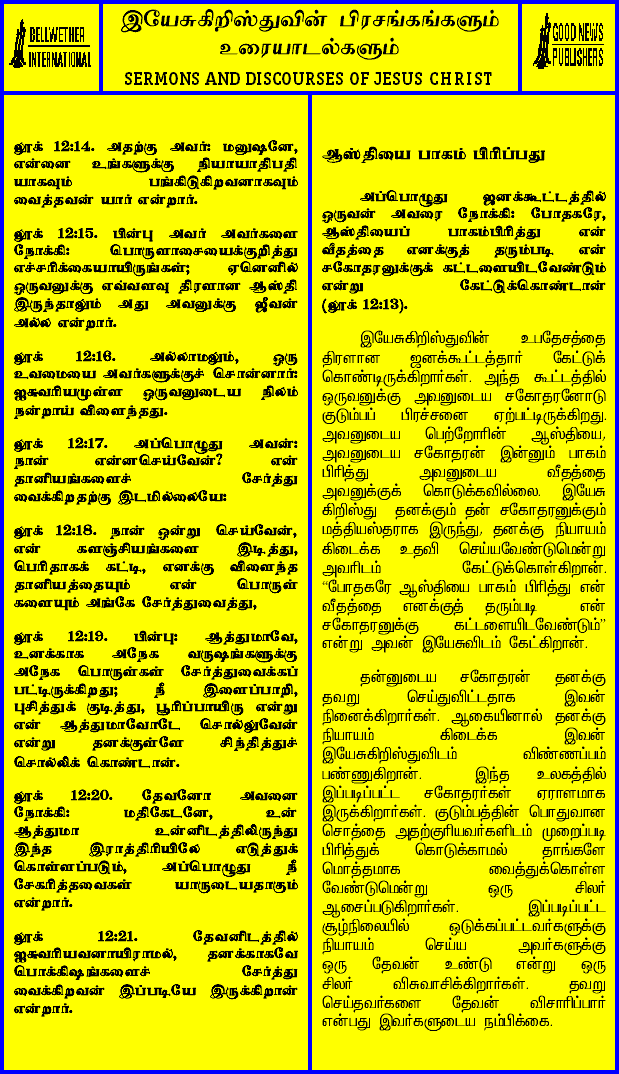 BELLWETHER
INTERNATIONAL
இயேசுகிறிஸ்துவின் பிரசங்கங்களும்
உரையாடல்களும்
SERMONS AND DISCOURSES OF JESUS CHRIST
GOOD NEWS
PUBLISHERS
லூக் 12:14. அதற்கு அவர்: மனுஷனே,
என்னை உங்களுக்கு நியாயாதிபதி
யாகவும் பங்கிடுகிறவனாகவும்
வைத்தவன் யார் என்றார்.
லூக் 12:15. பின்பு அவர் அவர்களை
நோக்கி: பொருளாசையைக்குறித்து
எச்சரிக்கையாயிருங்கள்; ஏனெனில்
ஒருவனுக்கு எவ்வளவு திரளான ஆஸ்தி
இருந்தாலும் அது அவனுக்கு ஜீவன்
அல்ல என்றார்.
லூக் 12:16. அல்லாமலும், ஒரு
உவமையை அவர்களுக்குச் சொன்னார்:
ஐசுவரியமுள்ள ஒருவனுடைய நிலம்
நன்றாய் விளைந்தது.
லூக் 12:17. அப்பொழுது அவன்:
நான் என்னசெய்வேன்? என்
தானியங்களைச் சேர்த்து
வைக்கிறதற்கு இடமில்லையே:
லூக் 12:18. நான் ஒன்று செய்வேன்,
என் களஞ்சியங்களை இடித்து,
பெரிதாகக் கட்டி, எனக்கு விளைந்த
தானியத்தையும் என் பொருள்
களையும் அங்கே சேர்த்துவைத்து,
லூக் 12:19. பின்பு: ஆத்துமாவே,
உனக்காக அநேக வருஷங்களுக்கு
அநேக பொருள்கள் சேர்த்துவைக்கப்
பட்டிருக்கிறது; நீ இளைப்பாறி,
புசித்துக் குடித்து, பூரிப்பாயிரு என்று
என் ஆத்துமாவோடே சொல்லுவேன்
என்று தனக்குள்ளே சிந்தித்துச்
சொல்லிக் கொண்டான்.
லூக் 12:20. தேவனோ அவனை
நோக்கி: மதிகேடனே, உன்
ஆத்துமா உன்னிடத்திலிருந்து
இந்த இராத்திரியிலே எடுத்துக்
கொள்ளப்படும், அப்பொழுது நீ
சேகரித்தவைகள் யாருடையதாகும்
என்றார்.
லூக் 12:21. தேவனிடத்தில்
ஐசுவரியவானாயிராமல், தனக்காகவே
பொக்கிஷங்களைச் சேர்த்து
வைக்கிறவன் இப்படியே இருக்கிறான்
என்றார்.
ஆஸ்தியை பாகம் பிரிப்பது
அப்பொழுது ஜனக்கூட்டத்தில்
ஒருவன் அவரை நோக்கி: போதகரே,
ஆஸ்தியைப் பாகம்பிரித்து என்
வீதத்தை எனக்குத் தரும்படி என்
சகோதரனுக்குக் கட்டளையிடவேண்டும்
என்று கேட்டுக்கொண்டான்
(லூக் 12:13).
இயேசுகிறிஸ்துவின் உபதேசத்தை
திரளான ஜனக்கூட்டத்தார் கேட்டுக்
கொண்டிருக்கிறார்கள். அந்த கூட்டத்தில்
ஒருவனுக்கு அவனுடைய சகோதரனோடு
குடும்பப் பிரச்சனை ஏற்பட்டிருக்கிறது.
அவனுடைய பெற்றோரின் ஆஸ்தியை,
அவனுடைய சகோதரன் இன்னும் பாகம்
பிரித்து அவனுடைய வீதத்தை
அவனுக்குக் கொடுக்கவில்லை. இயேசு
கிறிஸ்து தனக்கும் தன் சகோதரனுக்கும்
மத்தியஸ்தராக இருந்து, தனக்கு நியாயம்
கிடைக்க உதவி செய்யவேண்டுமென்று
அவரிடம் கேட்டுக்கொள்கிறான்.
“போதகரே ஆஸ்தியை பாகம் பிரித்து என்
வீதத்தை எனக்குத் தரும்படி என்
சகோதரனுக்கு கட்டளையிடவேண்டும்”
என்று அவன் இயேசுவிடம் கேட்கிறான்.
தன்னுடைய சகோதரன் தனக்கு
தவறு செய்துவிட்டதாக இவன்
நினைக்கிறார்கள். ஆகையினால் தனக்கு
நியாயம் கிடைக்க இவன்
இயேசுகிறிஸ்துவிடம் விண்ணப்பம்
பண்ணுகிறான். இந்த உலகத்தில்
இப்படிப்பட்ட சகோதரர்கள் ஏராளமாக
இருக்கிறார்கள். குடும்பத்தின் பொதுவான
சொத்தை அதற்குரியவர்களிடம் முறைப்படி
பிரித்துக் கொடுக்காமல் தாங்களே
மொத்தமாக வைத்துக்கொள்ள
வேண்டுமென்று ஒரு சிலர்
ஆசைப்படுகிறார்கள். இப்படிப்பட்ட
சூழ்நிலையில் ஒடுக்கப்பட்டவர்களுக்கு
நியாயம் செய்ய அவர்களுக்கு
ஒரு தேவன் உண்டு என்று ஒரு
சிலர் விசுவாசிக்கிறார்கள். தவறு
செய்தவர்களை தேவன் விசாரிப்பார்
என்பது இவர்களுடைய நம்பிக்கை.